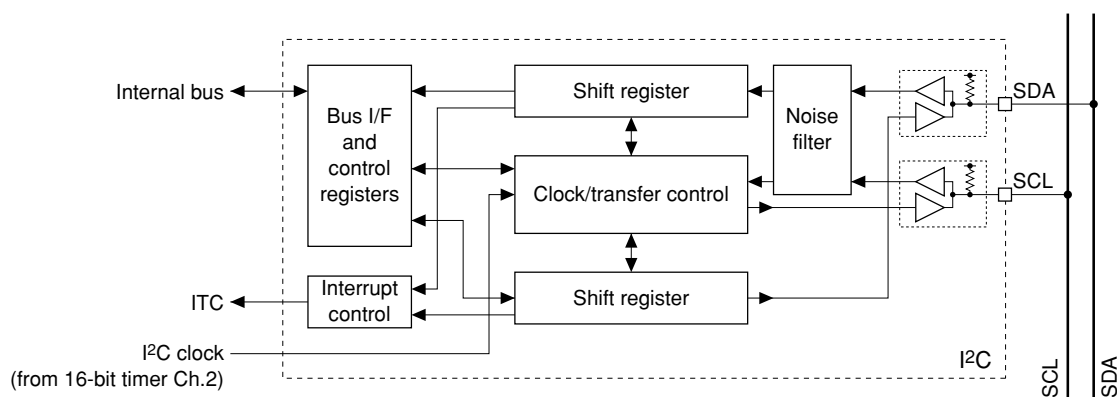 Internal bus
Bus I/F
and
control
registers
Shift register
Noise
filter
SDA
Clock/transfer control
SCL
Shift register
Interrupt
control
ITC
I²C clock
(from 16-bit timer Ch.2)
I²C
SCL
SDA